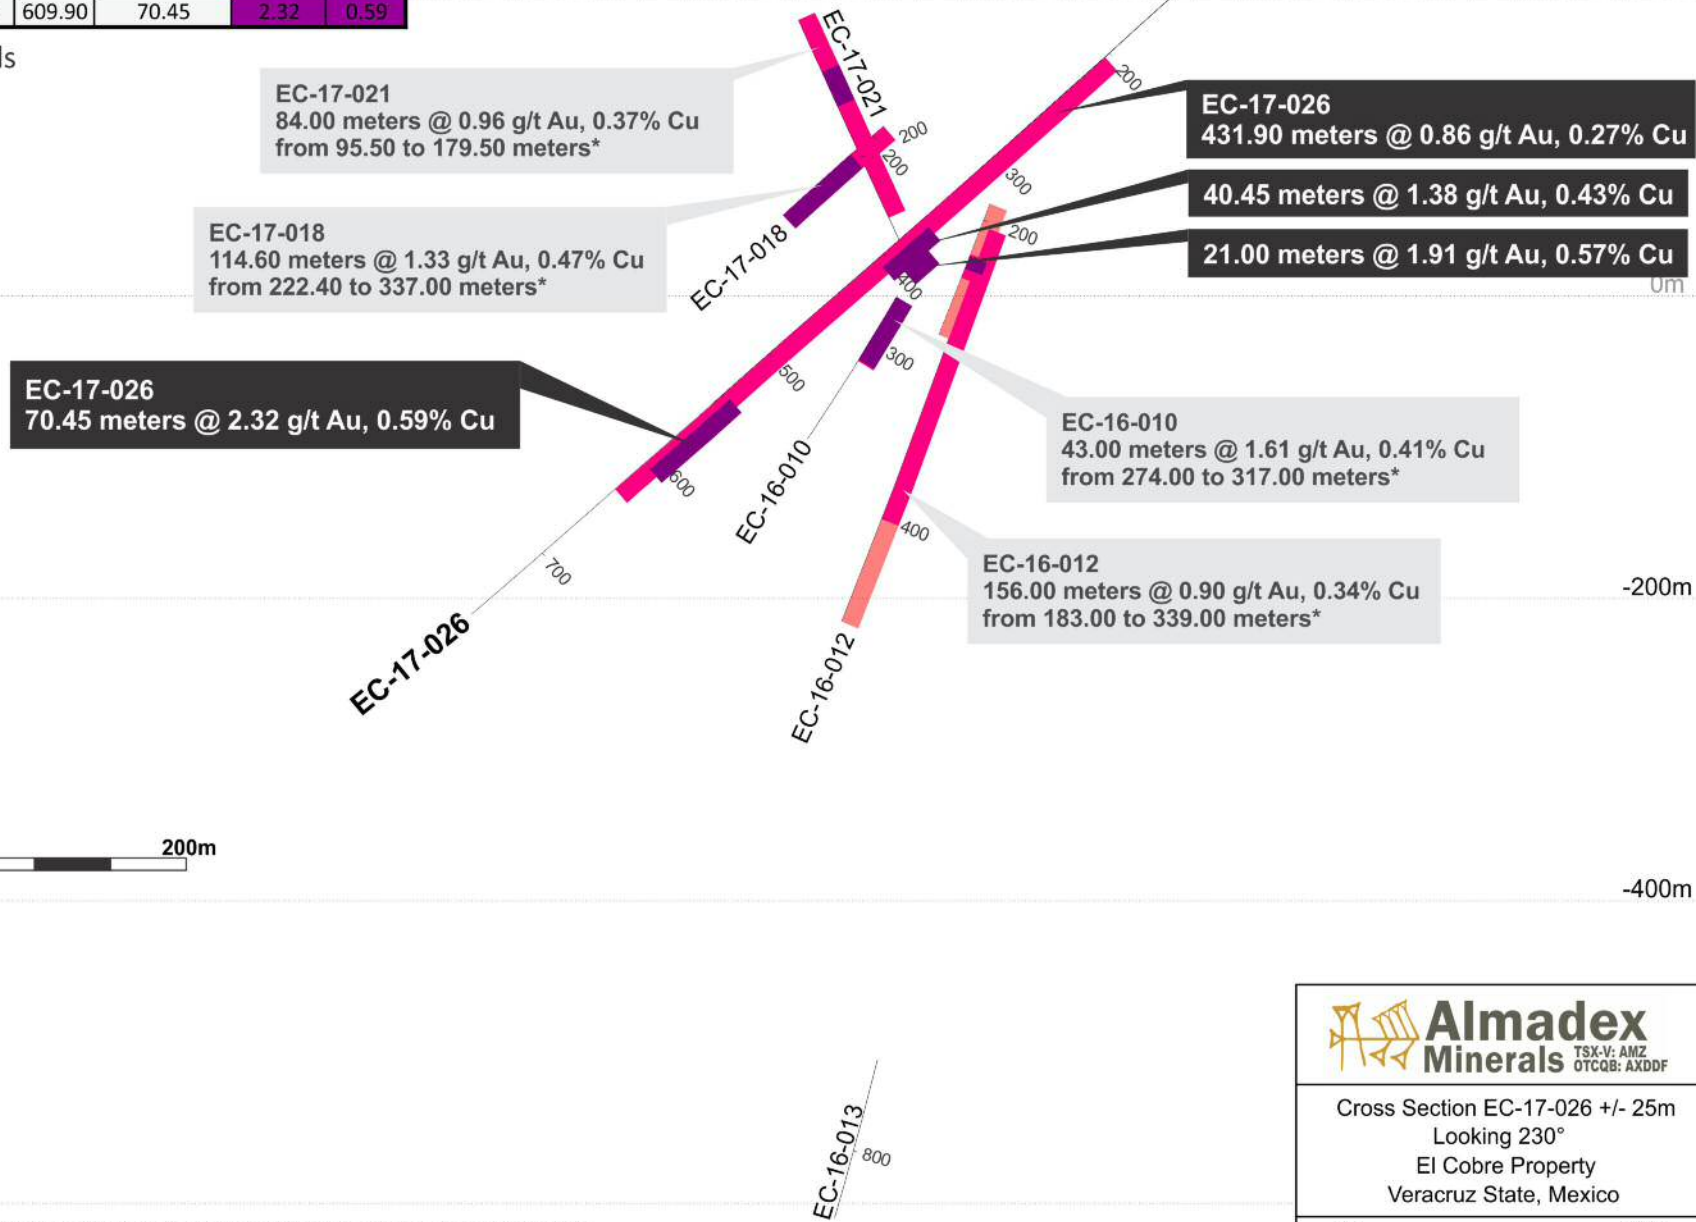 609.90 70.45 2.32 0.59
ls
EC-17-021
84.00 meters @ 0.96 g/t Au, 0.37% Cu
from 95.50 to 179.50 meters*
EC-17-021
200
200
200
EC-17-026
431.90 meters @ 0.86 g/t Au, 0.27% Cu
40.45 meters @ 1.38 g/t Au, 0.43% Cu
21.00 meters @ 1.91 g/t Au, 0.57% Cu
300
200
EC-17-018
114.60 meters @ 1.33 g/t Au, 0.47% Cu
from 222.40 to 337.00 meters*
EC-17-018
400
0m
300
500
EC-17-026
70.45 meters @ 2.32 g/t Au, 0.59% Cu
EC-16-010
43.00 meters @ 1.61 g/t Au, 0.41% Cu
from 274.00 to 317.00 meters*
EC-16-010
600
400
700
EC-16-012
156.00 meters @ 0.90 g/t Au, 0.34% Cu
from 183.00 to 339.00 meters*
-200m
EC-17-026
EC-16-012
200m
-400m
Almadex
Minerals TSX-V: AMZ
OTCQB: AXDDF
Cross Section EC-17-026 +/- 25m
Looking 230°
El Cobre Property
Veracruz State, Mexico
EC-16-013
800